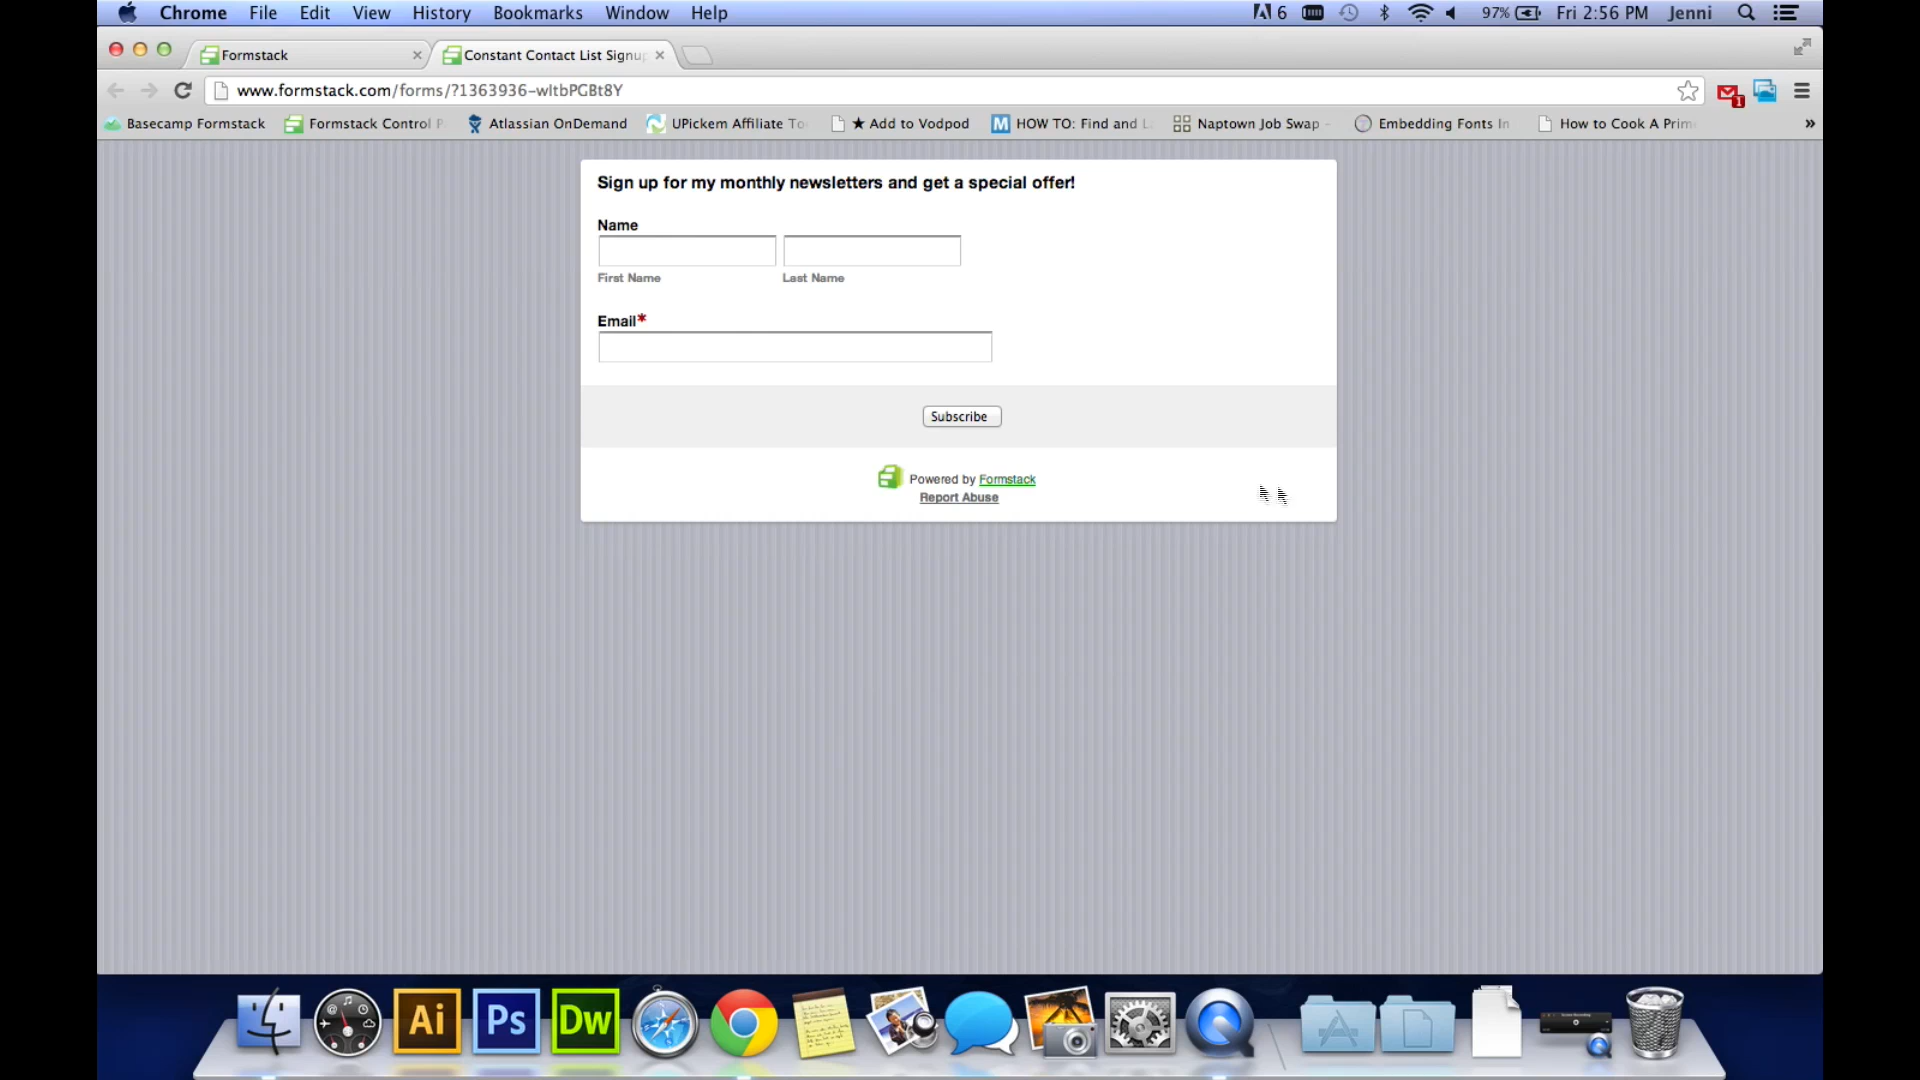 Chrome File Edit View History Bookmarks Window Help 6 97% Fri 2:56 PM Jenni
Formstack Constant Contact List Signu
www.formstack.com/forms/?1363936-wItbPGBt8Y 1
Basecamp Formstack Formstack Control P Atlassian OnDemand UPickem Affiliate To ★ Add to Vodpod M HOW TO: Find and L Naptown Job Swap - Embedding Fonts In How to Cook A Prim »
Sign up for my monthly newsletters and get a special offer!
Name
First Name Last Name
Email*
Subscribe
Powered by Formstack
Report Abuse
Ai Ps Dw